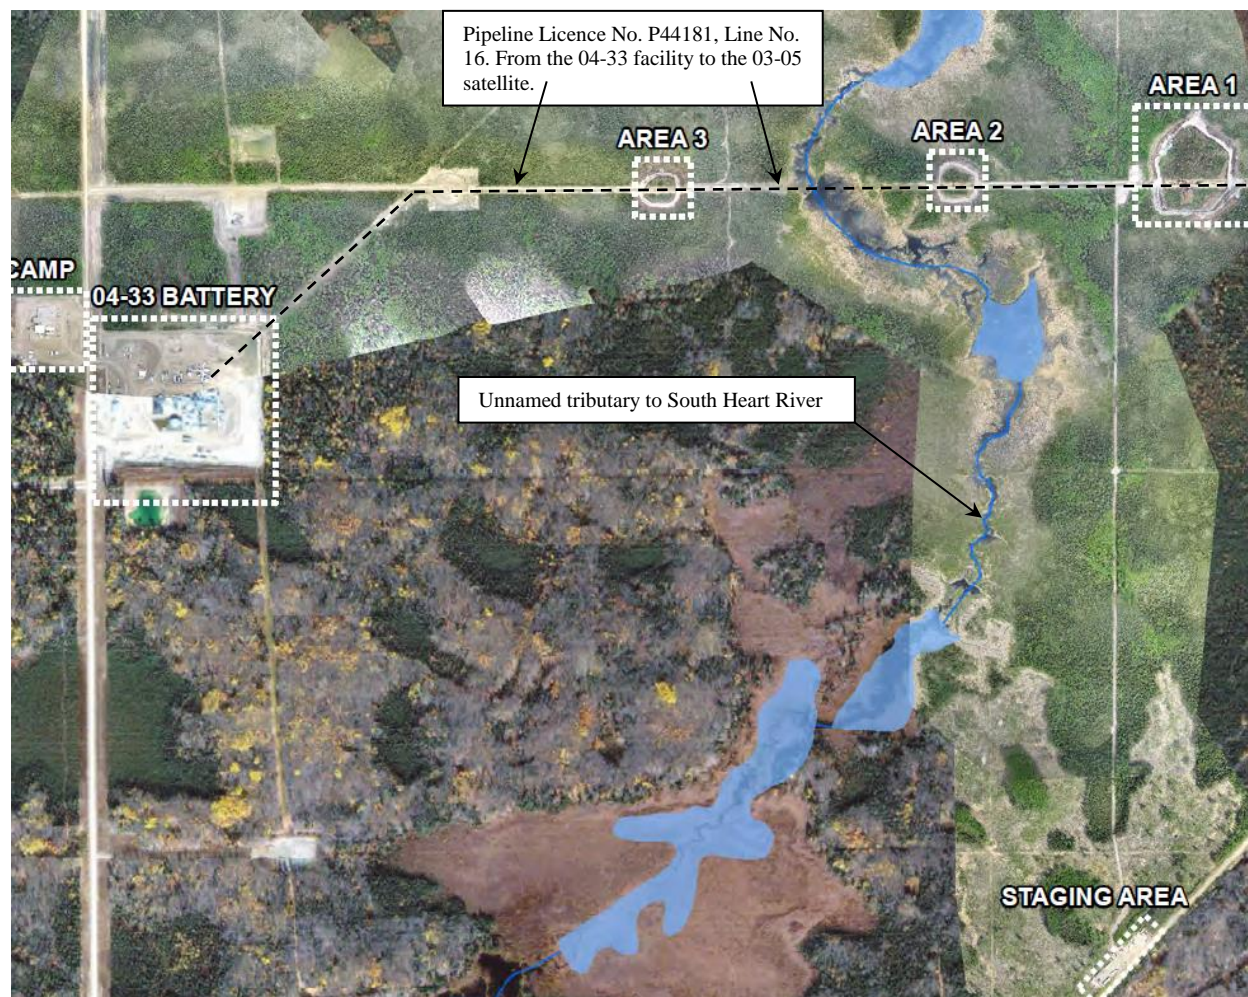 Pipeline Licence No. P44181, Line No.
16. From the 04-33 facility to the 03-05
satellite.
AREA 1
AREA 3
AREA 2
CAMP
04-33 BATTERY
Unnamed tributary to South Heart River
STAGING AREA